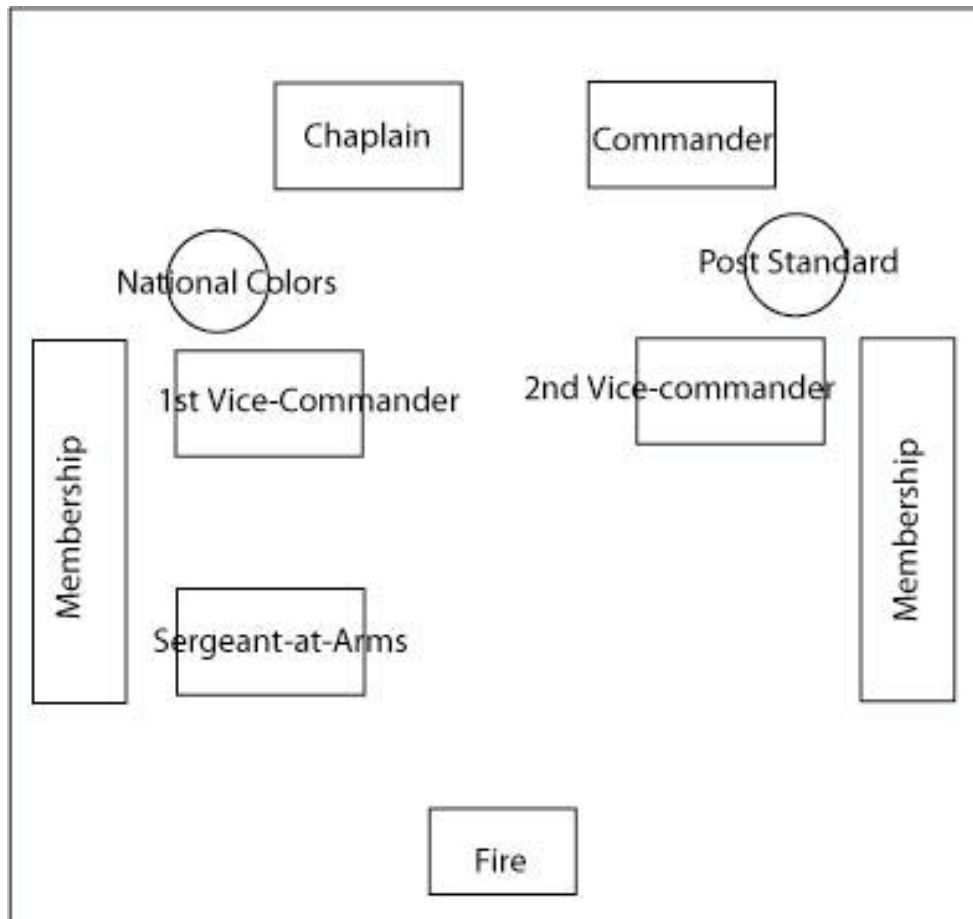 Chaplain
Commander
National Colors
Post Standard
1st Vice-Commander
2nd Vice-commander
Membership
Membership
Sergeant-at-Arms
Fire